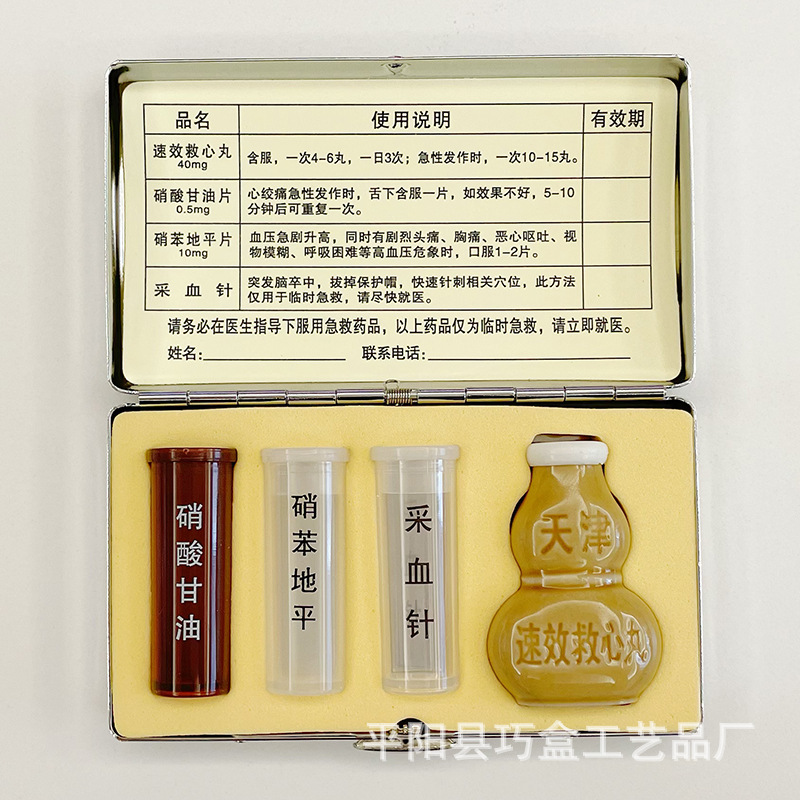 品名 使用说明 有效期
速效救心丸 含服，一次4-6丸，一日3次；急性发作时，一次10-15丸。
40mg
硝酸甘油片 心绞痛急性发作时，舌下含服一片，如效果不好，5-10
0.5mg 分钟后可重复一次。
硝苯地平片 血压急剧升高，同时有剧烈头痛、胸痛、恶心呕吐、视
10mg 物模糊、呼吸困难等高血压危象时，口服1-2片。
采血针 突发脑卒中，拔掉保护帽，快速针刺相关穴位，此方法
仅用于临时急救，请尽快就医。
请务必在医生指导下服用急救药品，以上药品仅为临时急救，请立即就医。
姓名： 联系电话：
硝酸甘油
硝苯地平
采血针
天津
速效救心丸
平阳县巧盒工艺品厂